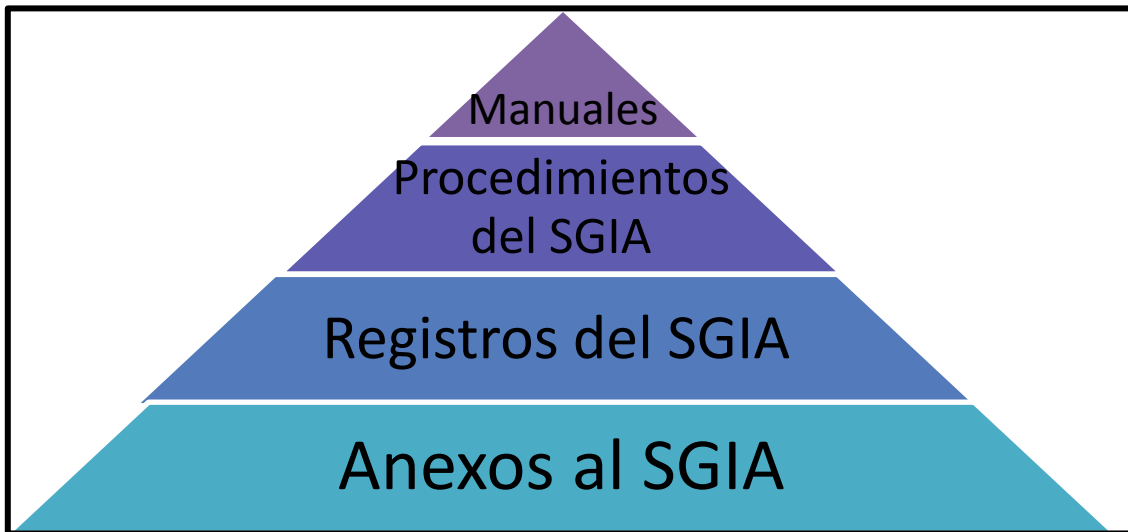 Manuales
Procedimientos
del SGIA
Registros del SGIA
Anexos al SGIA